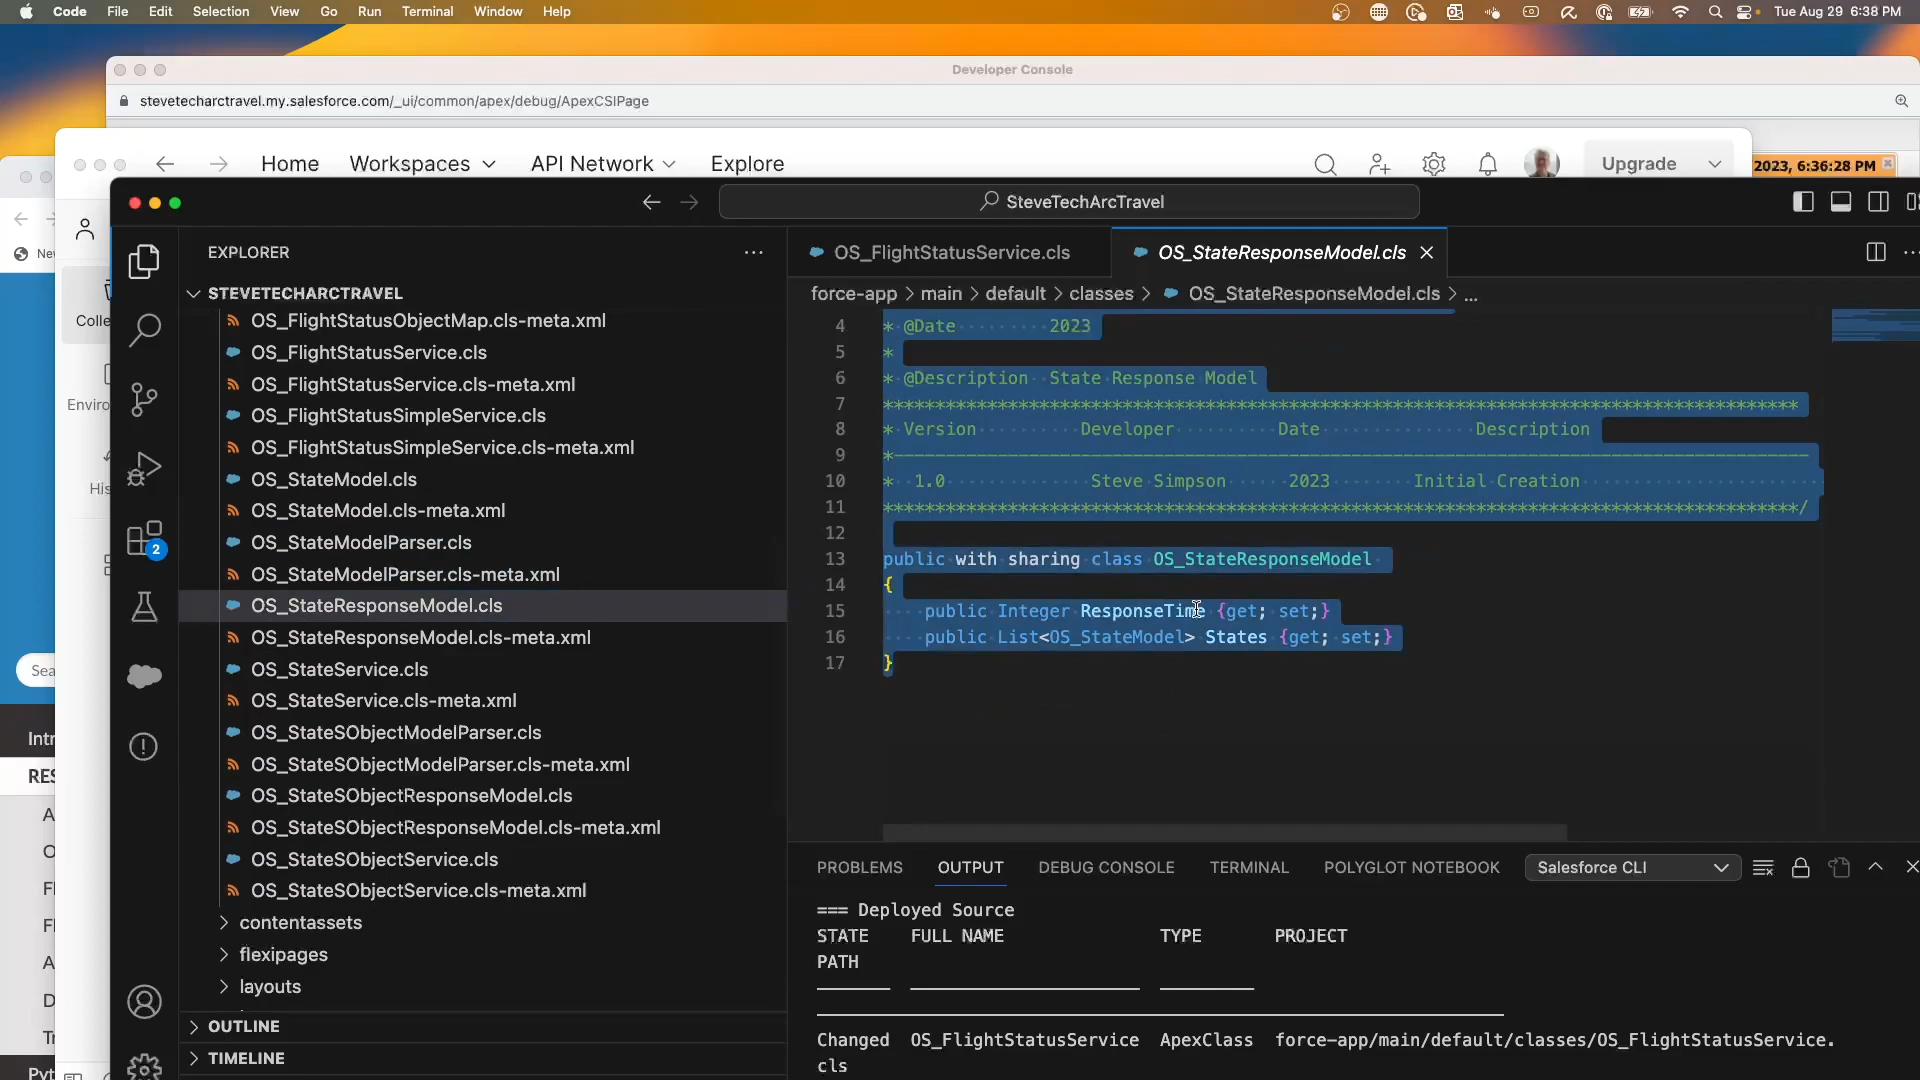 Code File Edit Selection View Go Run Terminal Window Help Tue Aug 29 6:38 PM
Developer Console
stevetecharctravel.my.salesforce.com/_ui/common/apex/debug/ApexCSIPage
Home Workspaces API Network Explore Upgrade 2023, 6:36:28 PM
SteveTechArcTravel
EXPLORER
STEVETECHARCTRAVEL
OS_FlightStatusObjectMap.cls-meta.xml
OS_FlightStatusService.cls
OS_FlightStatusService.cls-meta.xml
OS_FlightStatusSimpleService.cls
OS_FlightStatusSimpleService.cls-meta.xml
OS_StateModel.cls
OS_StateModel.cls-meta.xml
OS_StateModelParser.cls
OS_StateModelParser.cls-meta.xml
OS_StateResponseModel.cls
OS_StateResponseModel.cls-meta.xml
OS_StateService.cls
OS_StateService.cls-meta.xml
OS_StateSObjectModelParser.cls
OS_StateSObjectModelParser.cls-meta.xml
OS_StateSObjectResponseModel.cls
OS_StateSObjectResponseModel.cls-meta.xml
OS_StateSObjectService.cls
OS_StateSObjectService.cls-meta.xml
contentassets
flexipages
layouts
OUTLINE
TIMELINE
2
OS_FlightStatusService.cls OS_StateResponseModel.cls
force-app > main > default > classes > OS_StateResponseModel.cls > ...
4 * @Date 2023
5 *
6 * @Description State Response Model
7 ****************************************************************************************
8 * Version Developer Date Description
9 *----------------------------------------------------------------------------------------
10 * 1.0 Steve Simpson 2023 Initial Creation
11 ****************************************************************************************/
12
13 public with sharing class OS_StateResponseModel
14 {
15 public Integer ResponseTime {get; set;}
16 public List<OS_StateModel> States {get; set;}
17 }
PROBLEMS OUTPUT DEBUG CONSOLE TERMINAL POLYGLOT NOTEBOOK Salesforce CLI
=== Deployed Source
STATE FULL NAME TYPE PROJECT
PATH
Changed OS_FlightStatusService ApexClass force-app/main/default/classes/OS_FlightStatusService.
cls